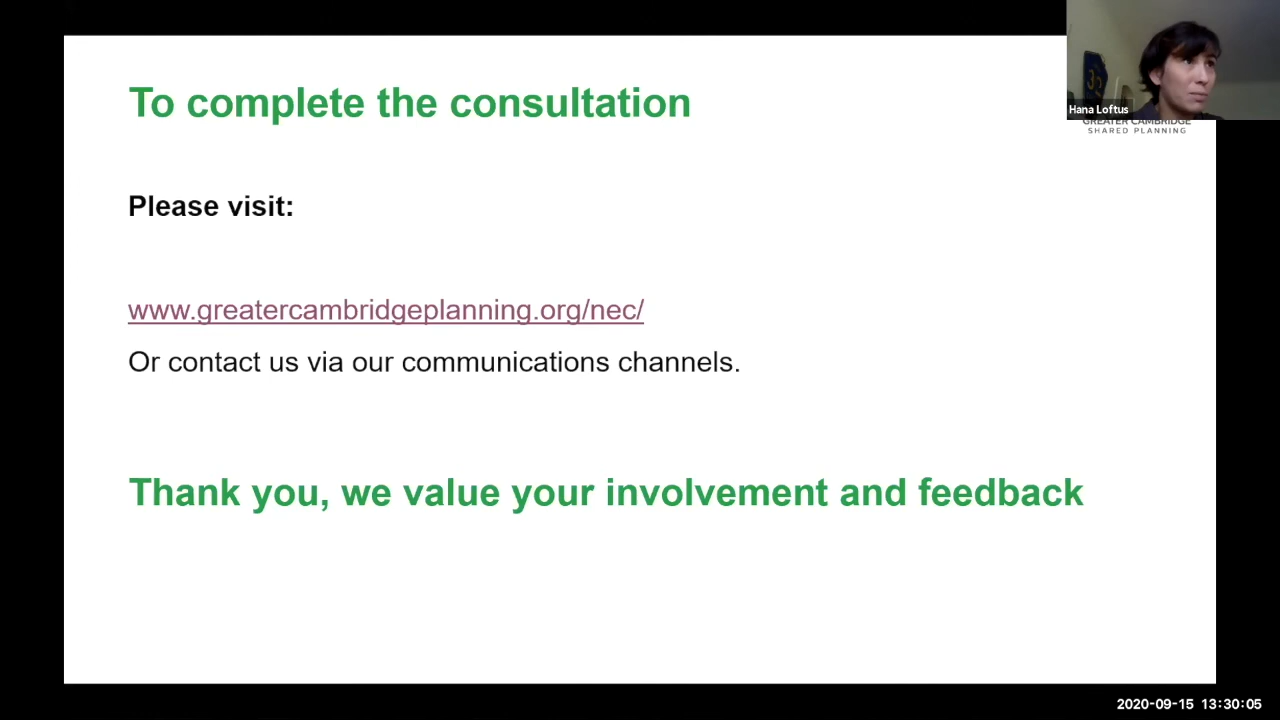 To complete the consultation
Hana Loftus
GREATER CAMBRIDGE
SHARED PLANNING
Please visit:
www.greatercambridgeplanning.org/nec/
Or contact us via our communications channels.
Thank you, we value your involvement and feedback
2020-09-15 13:30:05